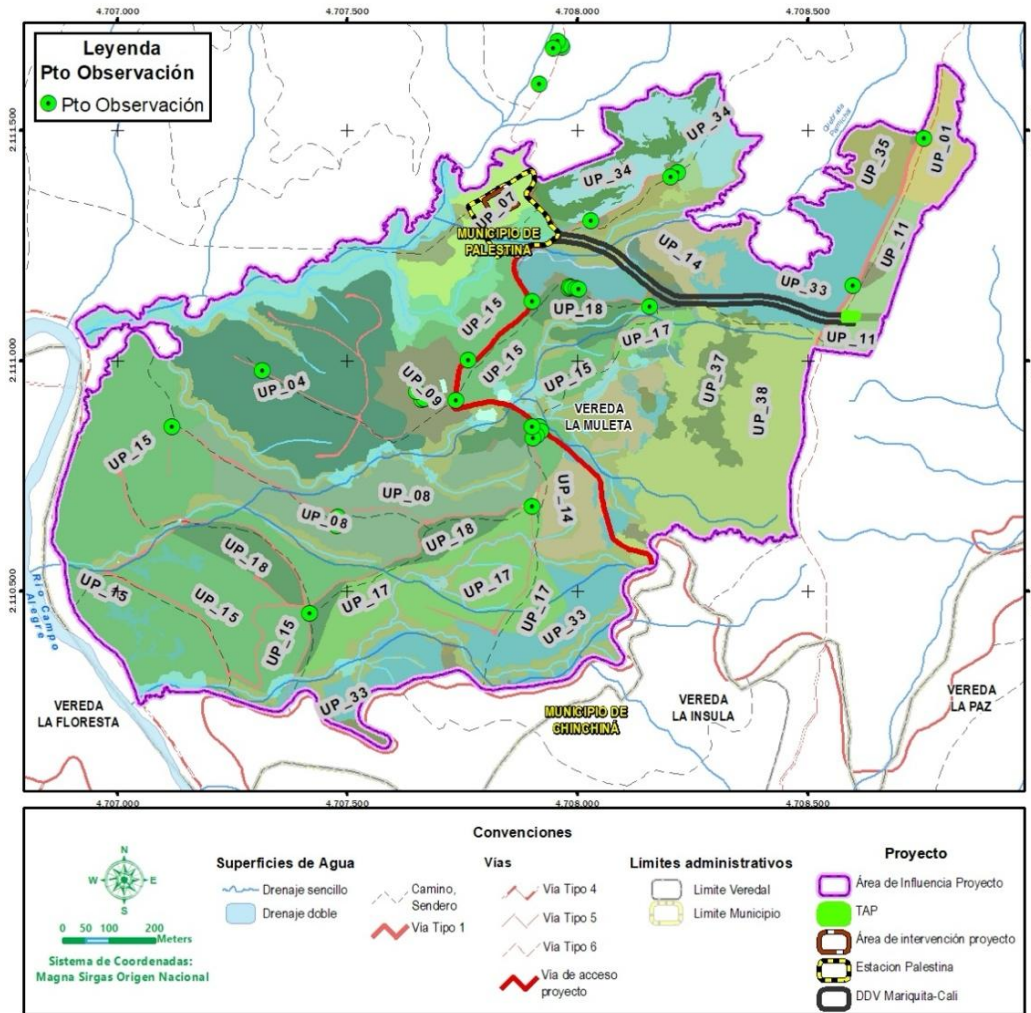 4.707.000 4.707.500 4.708.000 4.708.500
Leyenda
Pto Observación
Pto Observación
2.111.500
2.111.000
2.110.500
UP_34
UP_34
UP_35
UP_01
UP_07
MUNICIPIO DE
PALESTINA
UP_14
UP_11
UP_33
UP_15
UP_18
UP_17
UP_11
UP_15
UP_15
UP_09
UP_04
UP_37
UP_38
VEREDA
LA MULETA
UP_15
UP_08
UP_14
UP_08
UP_18
UP_18
UP_17
UP_17
UP_17
UP_15
UP_15
UP_15
UP_33
UP_33
Río Campo
Alegre
VEREDA
LA FLORESTA
MUNICIPIO DE
CHINCHINÁ
VEREDA
LA INSULA
VEREDA
LA PAZ
4.707.000 4.707.500 4.708.000 4.708.500
Convenciones
N
W E
S
0 50 100 200
Meters
Sistema de Coordenadas:
Magna Sirgas Origen Nacional
Superficies de Agua
Drenaje sencillo
Drenaje doble
Camino,
Sendero
Vía Tipo 1
Vías
Vía Tipo 4
Vía Tipo 5
Vía Tipo 6
Vía de acceso
proyecto
Límites administrativos
Limite Veredal
Limite Municipio
Proyecto
Área de Influencia Proyecto
TAP
Área de intervención proyecto
Estacion Palestina
DDV Mariquita-Cali